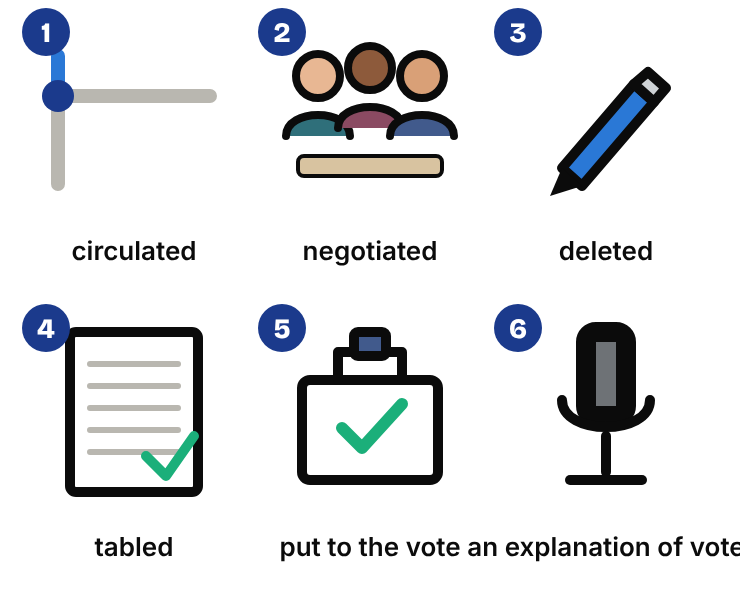 1
2
3
circulated
negotiated
deleted
4
5
6
tabled
put to the vote
an explanation of vote